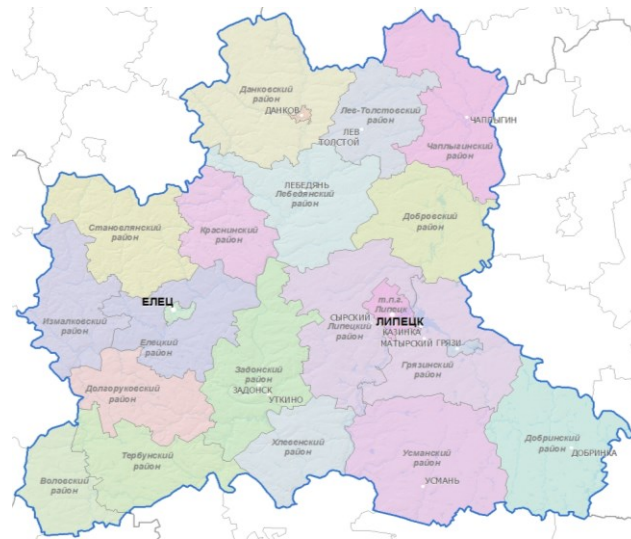 Данковский
район
ДАНКОВ
Лев-Толстовский
район
ЛЕВ
ТОЛСТОЙ
ЧАПЛЫГИН
Чаплыгинский
район
ЛЕБЕДЯНЬ
Лебедянский
район
Добровский
район
Становлянский
район
Краснинский
район
ЕЛЕЦ
Измалковский
район
Елецкий
район
т.п.г.
Липецк
СЫРСКИЙ
Липецкий
район
ЛИПЕЦК
КАЗИНКА
МАТЫРСКИЙ
ГРЯЗИ
Грязинский
район
Задонский
район
ЗАДОНСК
УТКИНО
Долгоруковский
район
Добринский
район
ДОБРИНКА
Хлевенский
район
Усманский
район
УСМАНЬ
Тербунский
район
Воловский
район